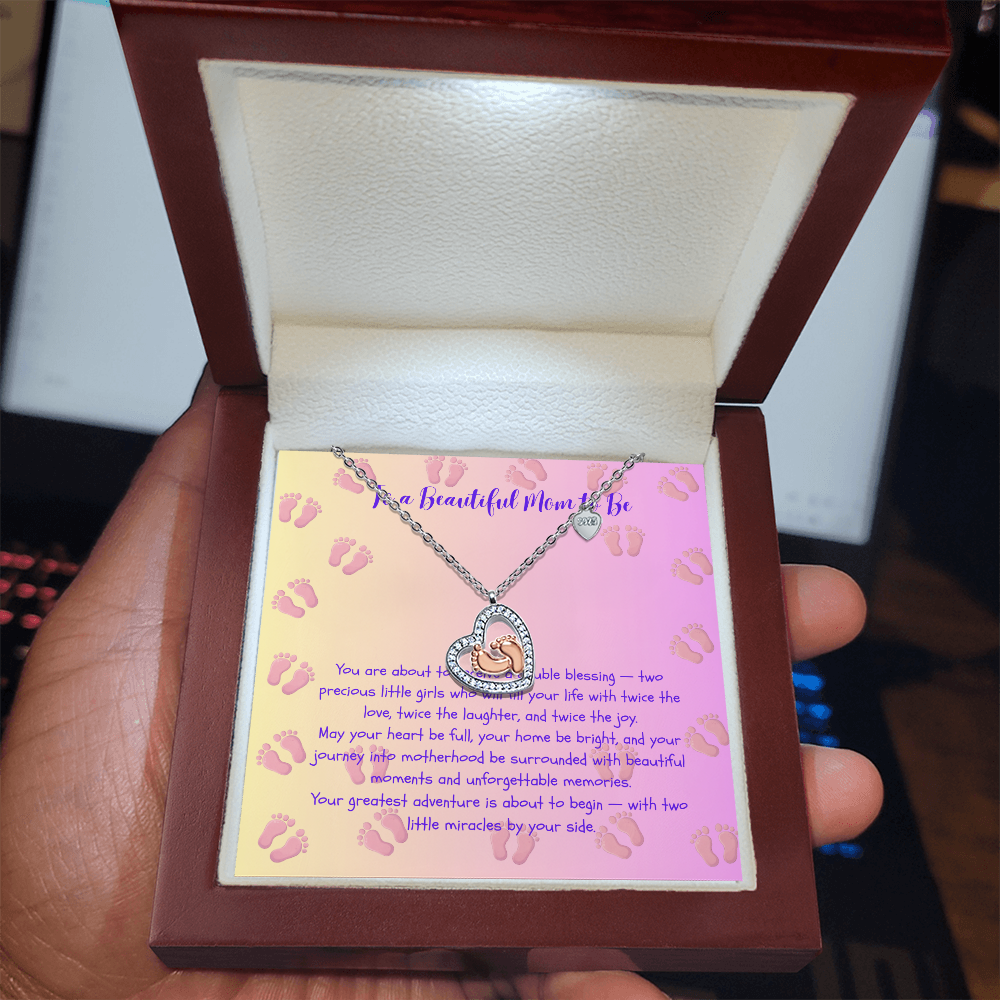 To a Beautiful Mom to Be
You are about to a double blessing — two
precious little girls who will fill your life with twice the
love, twice the laughter, and twice the joy.
May your heart be full, your home be bright, and your
journey into motherhood be surrounded with beautiful
moments and unforgettable memories.
Your greatest adventure is about to begin — with two
little miracles by your side.